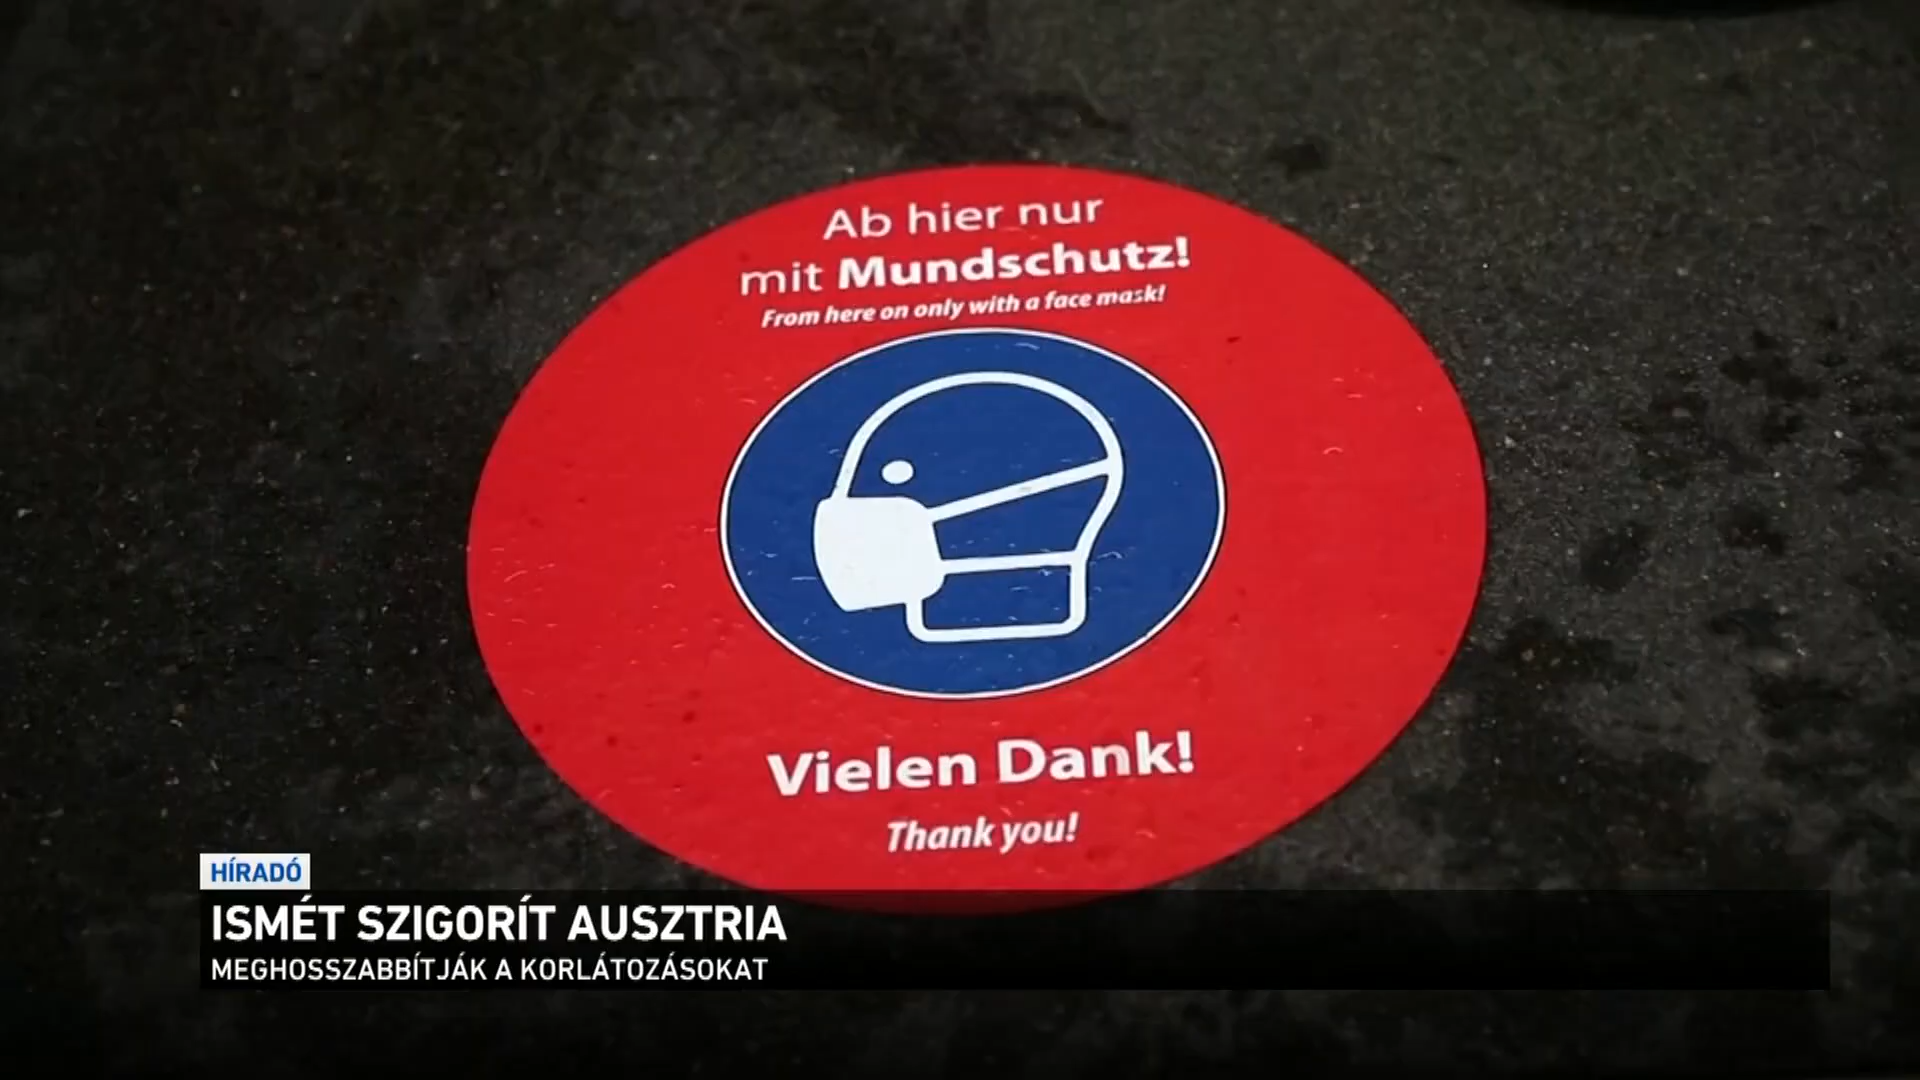 Ab hier nur
mit Mundschutz!
From here on only with a face mask!
Vielen Dank!
Thank you!
HÍRADÓ
ISMÉT SZIGORÍT AUSZTRIA
MEGHOSSZABBÍTJÁK A KORLÁTOZÁSOKAT